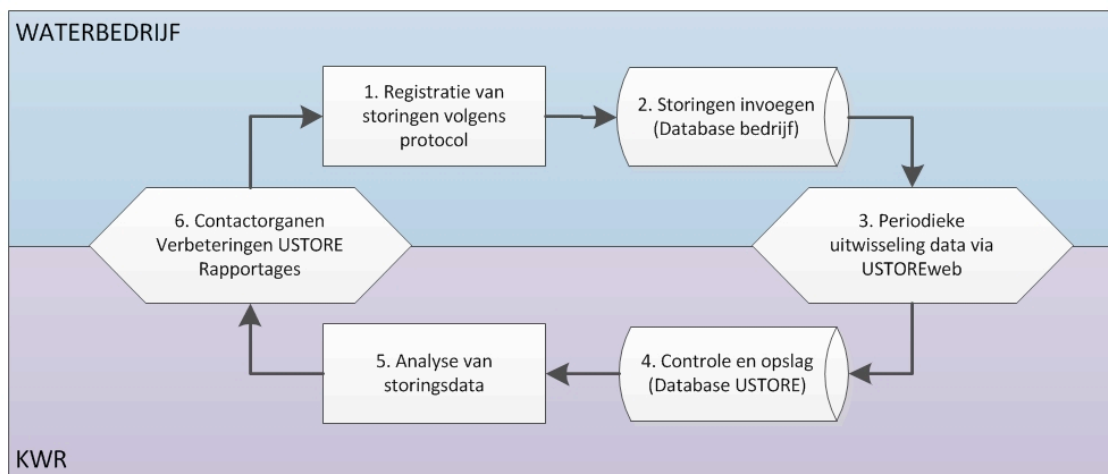 WATERBEDRIJF
1. Registratie van
storingen volgens
protocol
2. Storingen invoegen
(Database bedrijf)
3. Periodieke
uitwisseling data via
USTOREweb
4. Controle en opslag
(Database USTORE)
5. Analyse van
storingsdata
6. Contactorganen
Verbeteringen USTORE
Rapportages
KWR